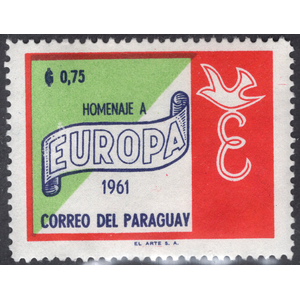 ₲ 0,75
HOMENAJE A
EUROPA
1961
CORREO DEL PARAGUAY
EL ARTE S. A.